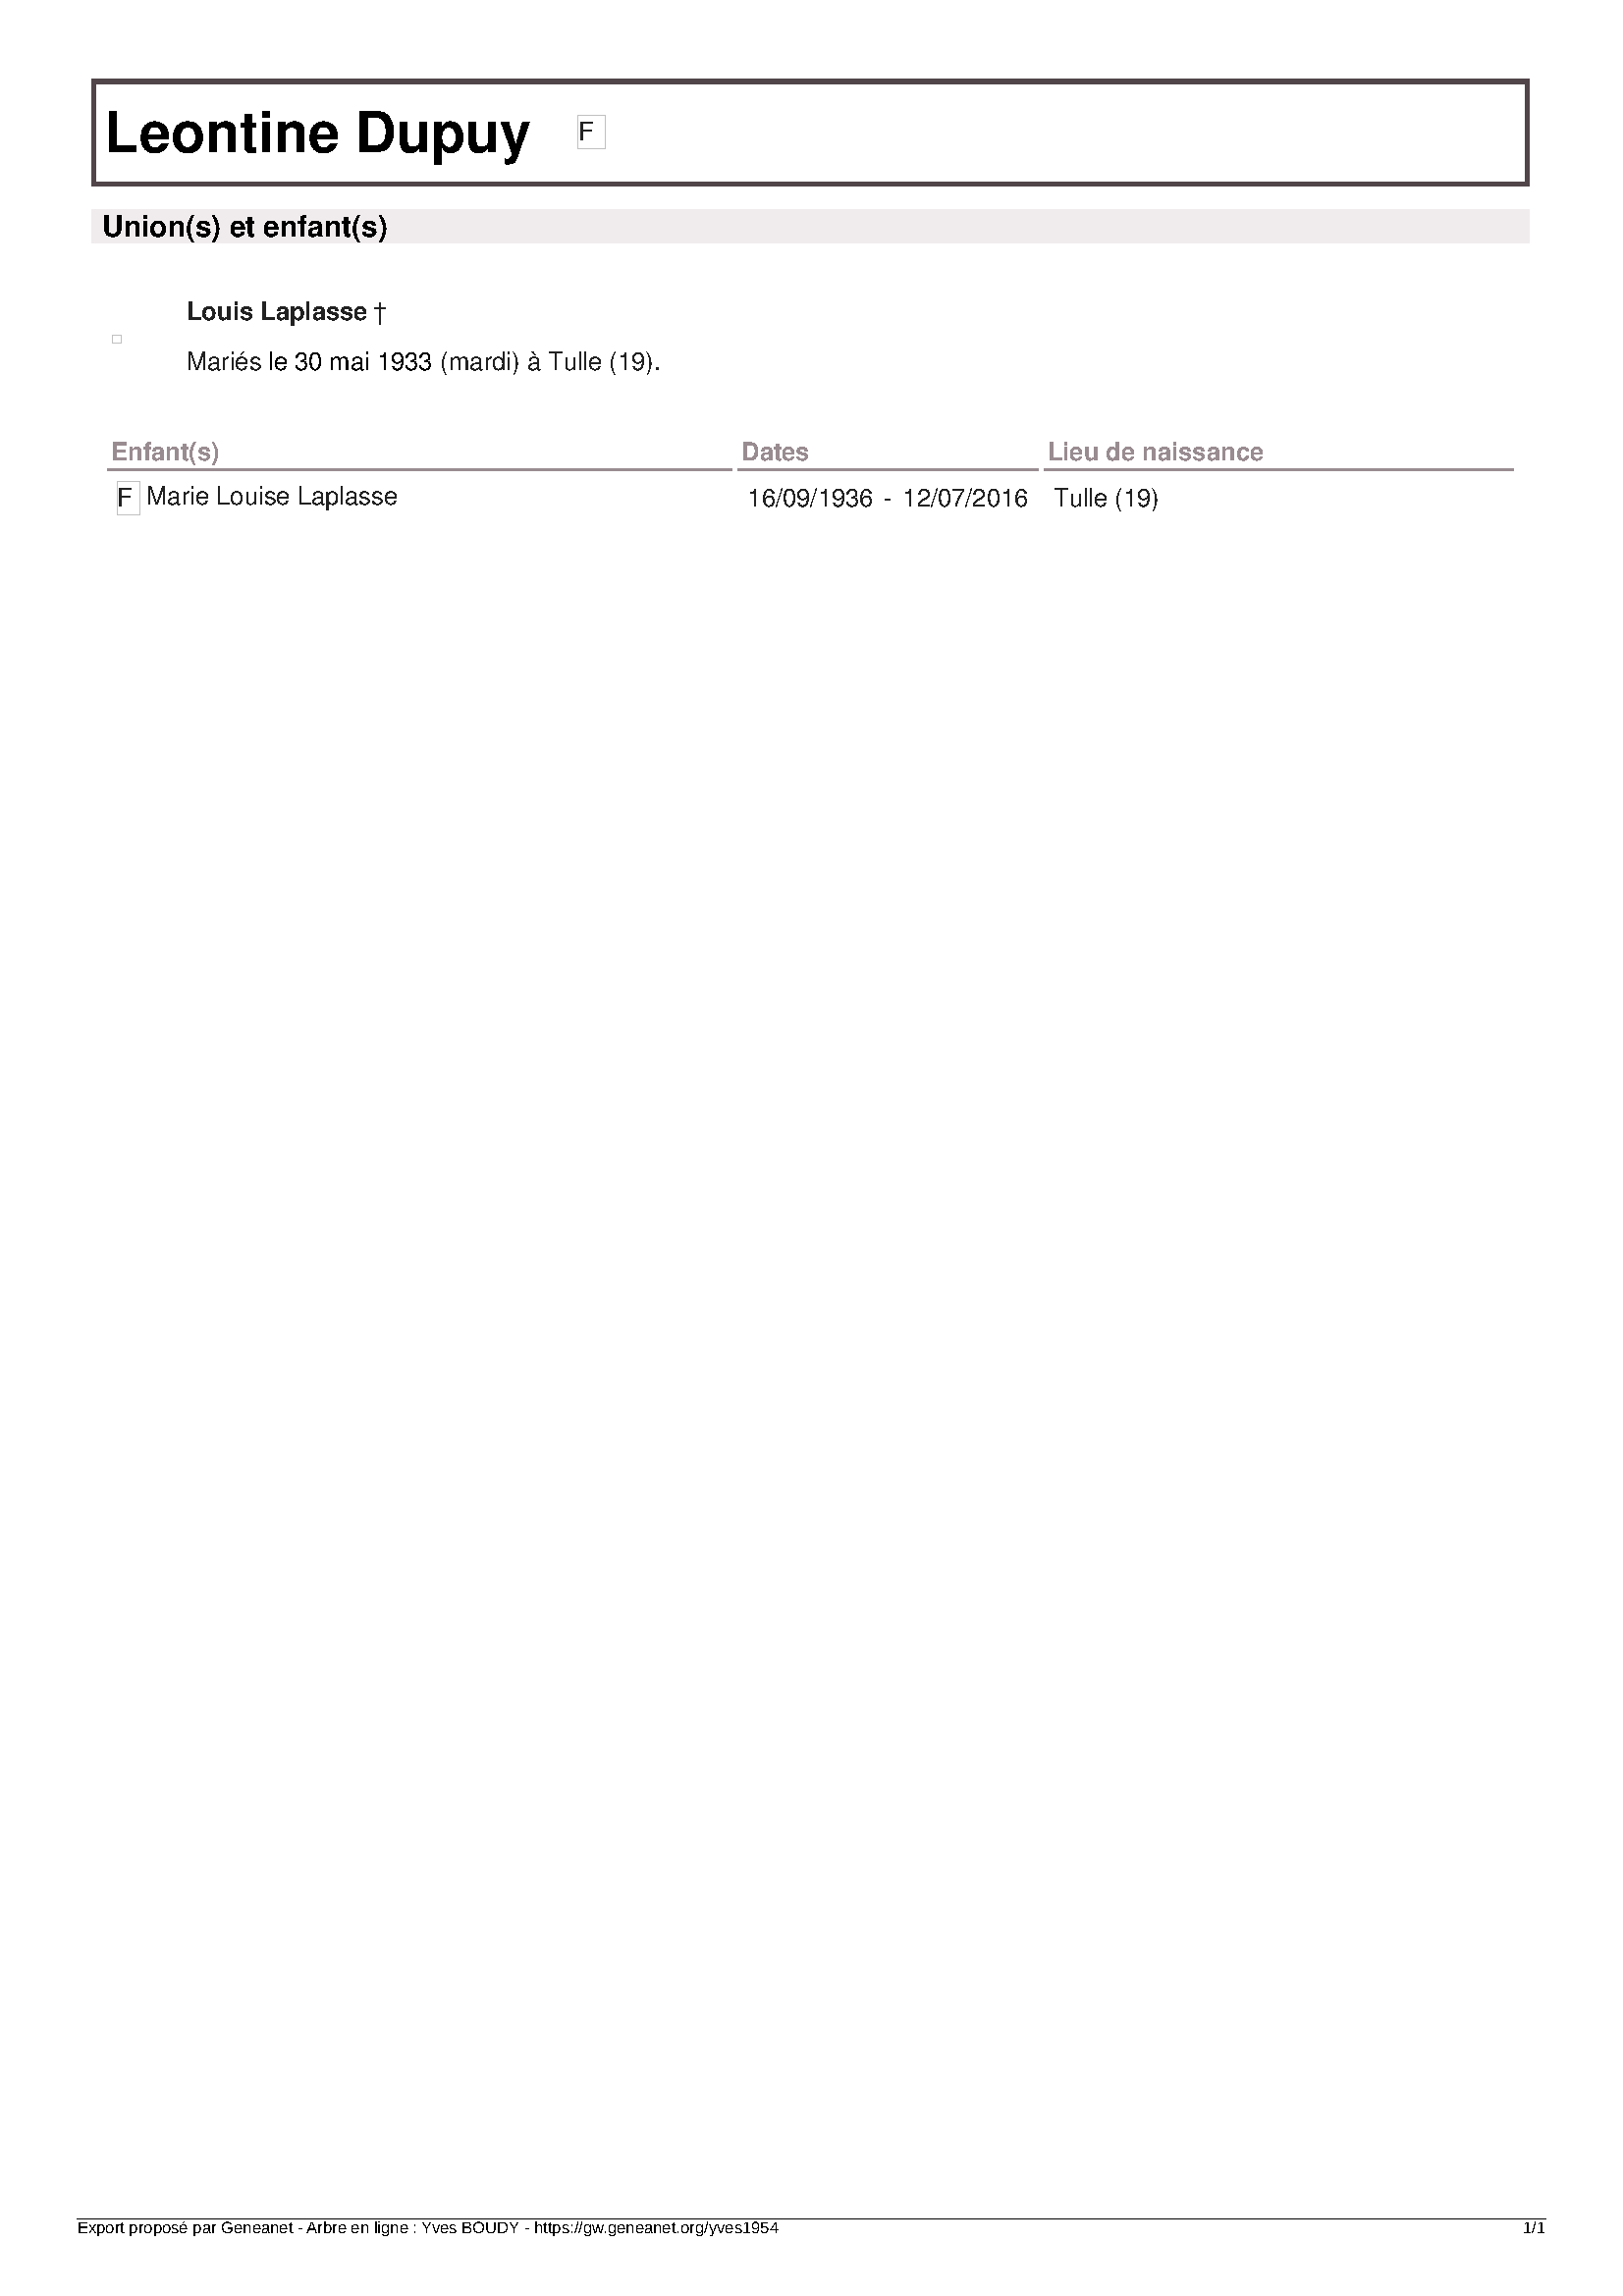 Leontine Dupuy F
Union(s) et enfant(s)
Louis Laplasse †
Mariés le 30 mai 1933 (mardi) à Tulle (19).
Enfant(s) Dates Lieu de naissance
F Marie Louise Laplasse 16/09/1936 - 12/07/2016 Tulle (19)
Export proposé par Geneanet - Arbre en ligne : Yves BOUDY - https://gw.geneanet.org/yves1954 1/1